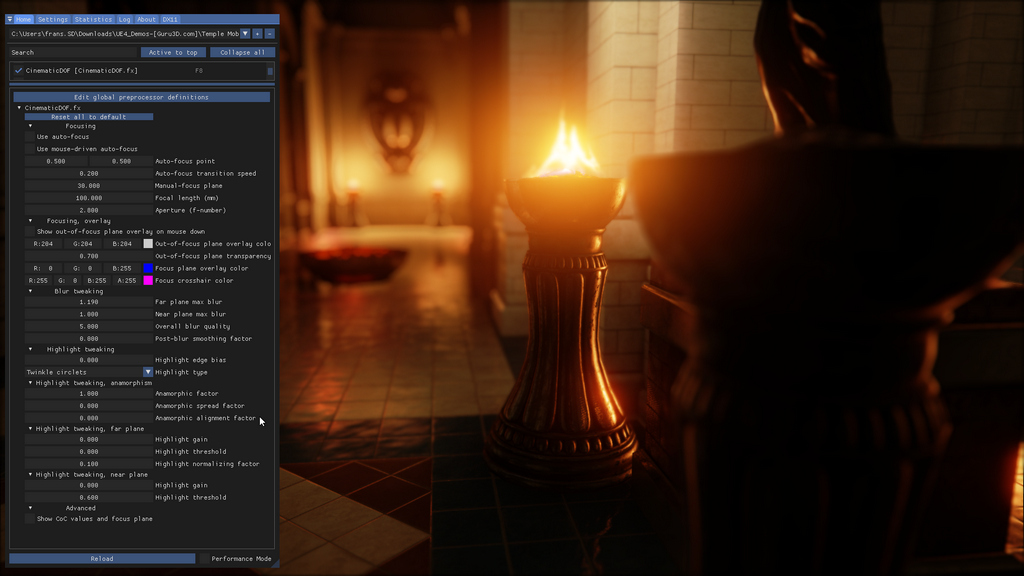 Home Settings Statistics Log About DX11
C:\Users\frans.SD\Downloads\UE4_Demos-[Guru3D.com]\Temple Mob + -
Search Active to top Collapse all
CinematicDOF [CinematicDOF.fx] F8
Edit global preprocessor definitions
CinematicDOF.fx
Reset all to default
Focusing
Use auto-focus
Use mouse-driven auto-focus
0.500 0.500 Auto-focus point
0.200 Auto-focus transition speed
30.000 Manual-focus plane
100.000 Focal length (mm)
2.800 Aperture (f-number)
Focusing, overlay
Show out-of-focus plane overlay on mouse down
R:204 G:204 B:204 Out-of-focus plane overlay colo
0.700 Out-of-focus plane transparency
R: 0 G: 0 B:255 Focus plane overlay color
R:255 G: 0 B:255 A:255 Focus crosshair color
Blur tweaking
1.190 Far plane max blur
1.000 Near plane max blur
5.000 Overall blur quality
0.000 Post-blur smoothing factor
Highlight tweaking
0.000 Highlight edge bias
Twinkle circlets Highlight type
Highlight tweaking, anamorphism
1.000 Anamorphic factor
0.000 Anamorphic spread factor
0.000 Anamorphic alignment factor
Highlight tweaking, far plane
0.000 Highlight gain
0.000 Highlight threshold
0.100 Highlight normalizing factor
Highlight tweaking, near plane
0.000 Highlight gain
0.600 Highlight threshold
Advanced
Show CoC values and focus plane
Reload Performance Mode